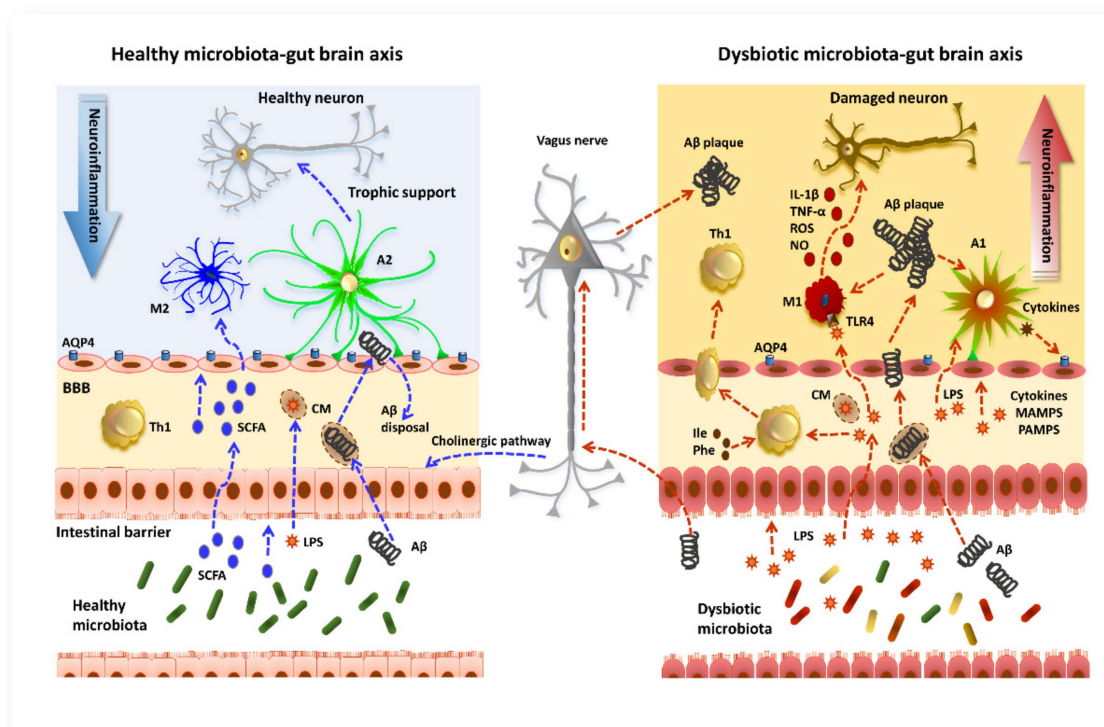 Healthy microbiota-gut brain axis
Neuroinflammation
Healthy neuron
Trophic support
A2
M2
AQP4
BBB
Th1
SCFA
CM
Aβ
disposal
Intestinal barrier
SCFA
LPS
Aβ
Healthy
microbiota
Vagus nerve
Cholinergic pathway
Dysbiotic microbiota-gut brain axis
Damaged neuron
Neuroinflammation
Aβ plaque
IL-1β
TNF-α
ROS
NO
Aβ plaque
Th1
A1
M1
TLR4
Cytokines
AQP4
CM
LPS
Cytokines
MAMPS
PAMPS
Ile
Phe
LPS
Aβ
Dysbiotic
microbiota